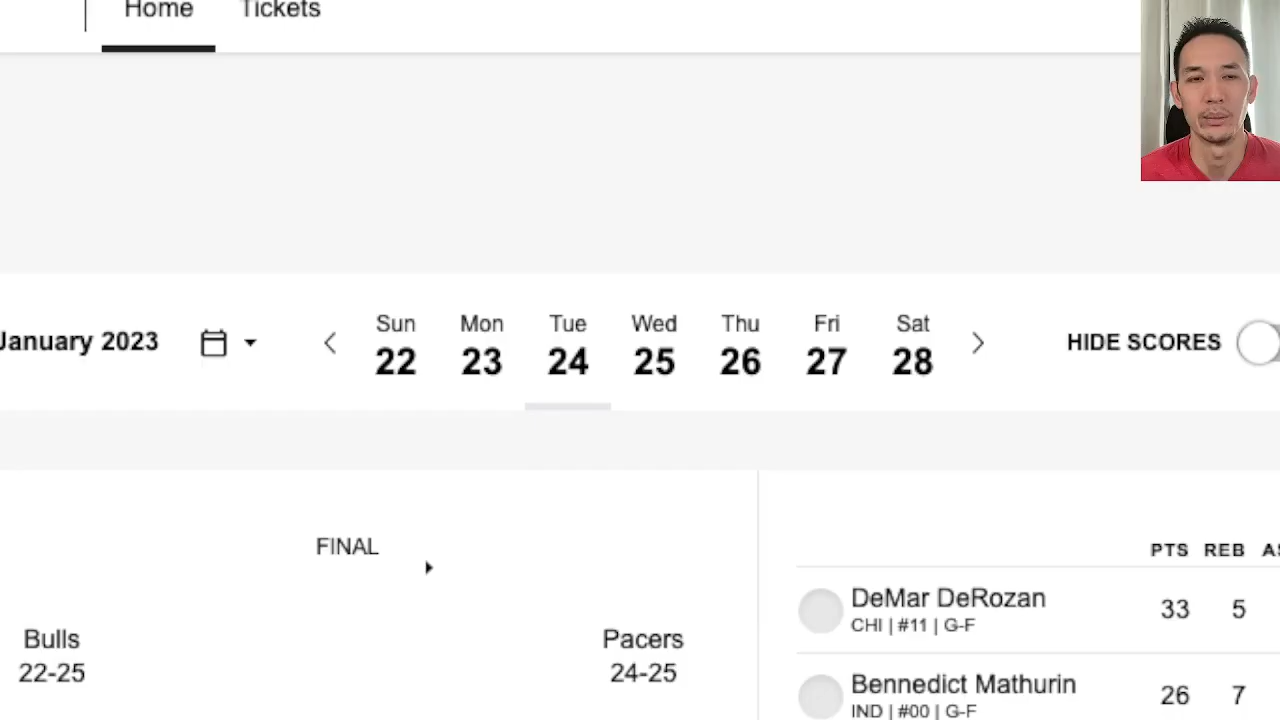 Home Tickets
January 2023 Sun Mon Tue Wed Thu Fri Sat
22 23 24 25 26 27 28 HIDE SCORES
FINAL
PTS REB
DeMar DeRozan 33 5
CHI | #11 | G-F
Bulls Pacers
22-25 24-25
Bennedict Mathurin 26 7
IND | #00 | G-F